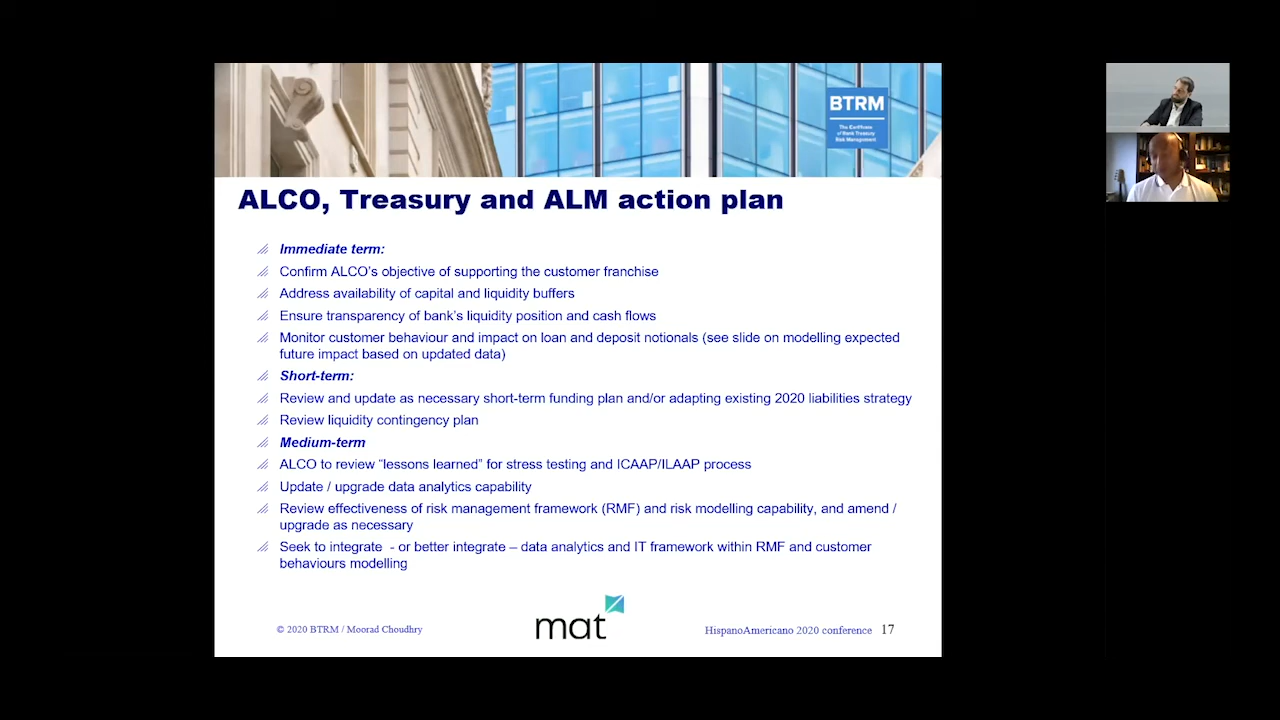 BTRM
The Certificate
of Bank Treasury
Risk Management
ALCO, Treasury and ALM action plan
Immediate term:
Confirm ALCO’s objective of supporting the customer franchise
Address availability of capital and liquidity buffers
Ensure transparency of bank’s liquidity position and cash flows
Monitor customer behaviour and impact on loan and deposit notionals (see slide on modelling expected
future impact based on updated data)
Short-term:
Review and update as necessary short-term funding plan and/or adapting existing 2020 liabilities strategy
Review liquidity contingency plan
Medium-term
ALCO to review “lessons learned” for stress testing and ICAAP/ILAAP process
Update / upgrade data analytics capability
Review effectiveness of risk management framework (RMF) and risk modelling capability, and amend /
upgrade as necessary
Seek to integrate  - or better integrate – data analytics and IT framework within RMF and customer
behaviours modelling
© 2020 BTRM / Moorad Choudhry
mat
HispanoAmericano 2020 conference 17